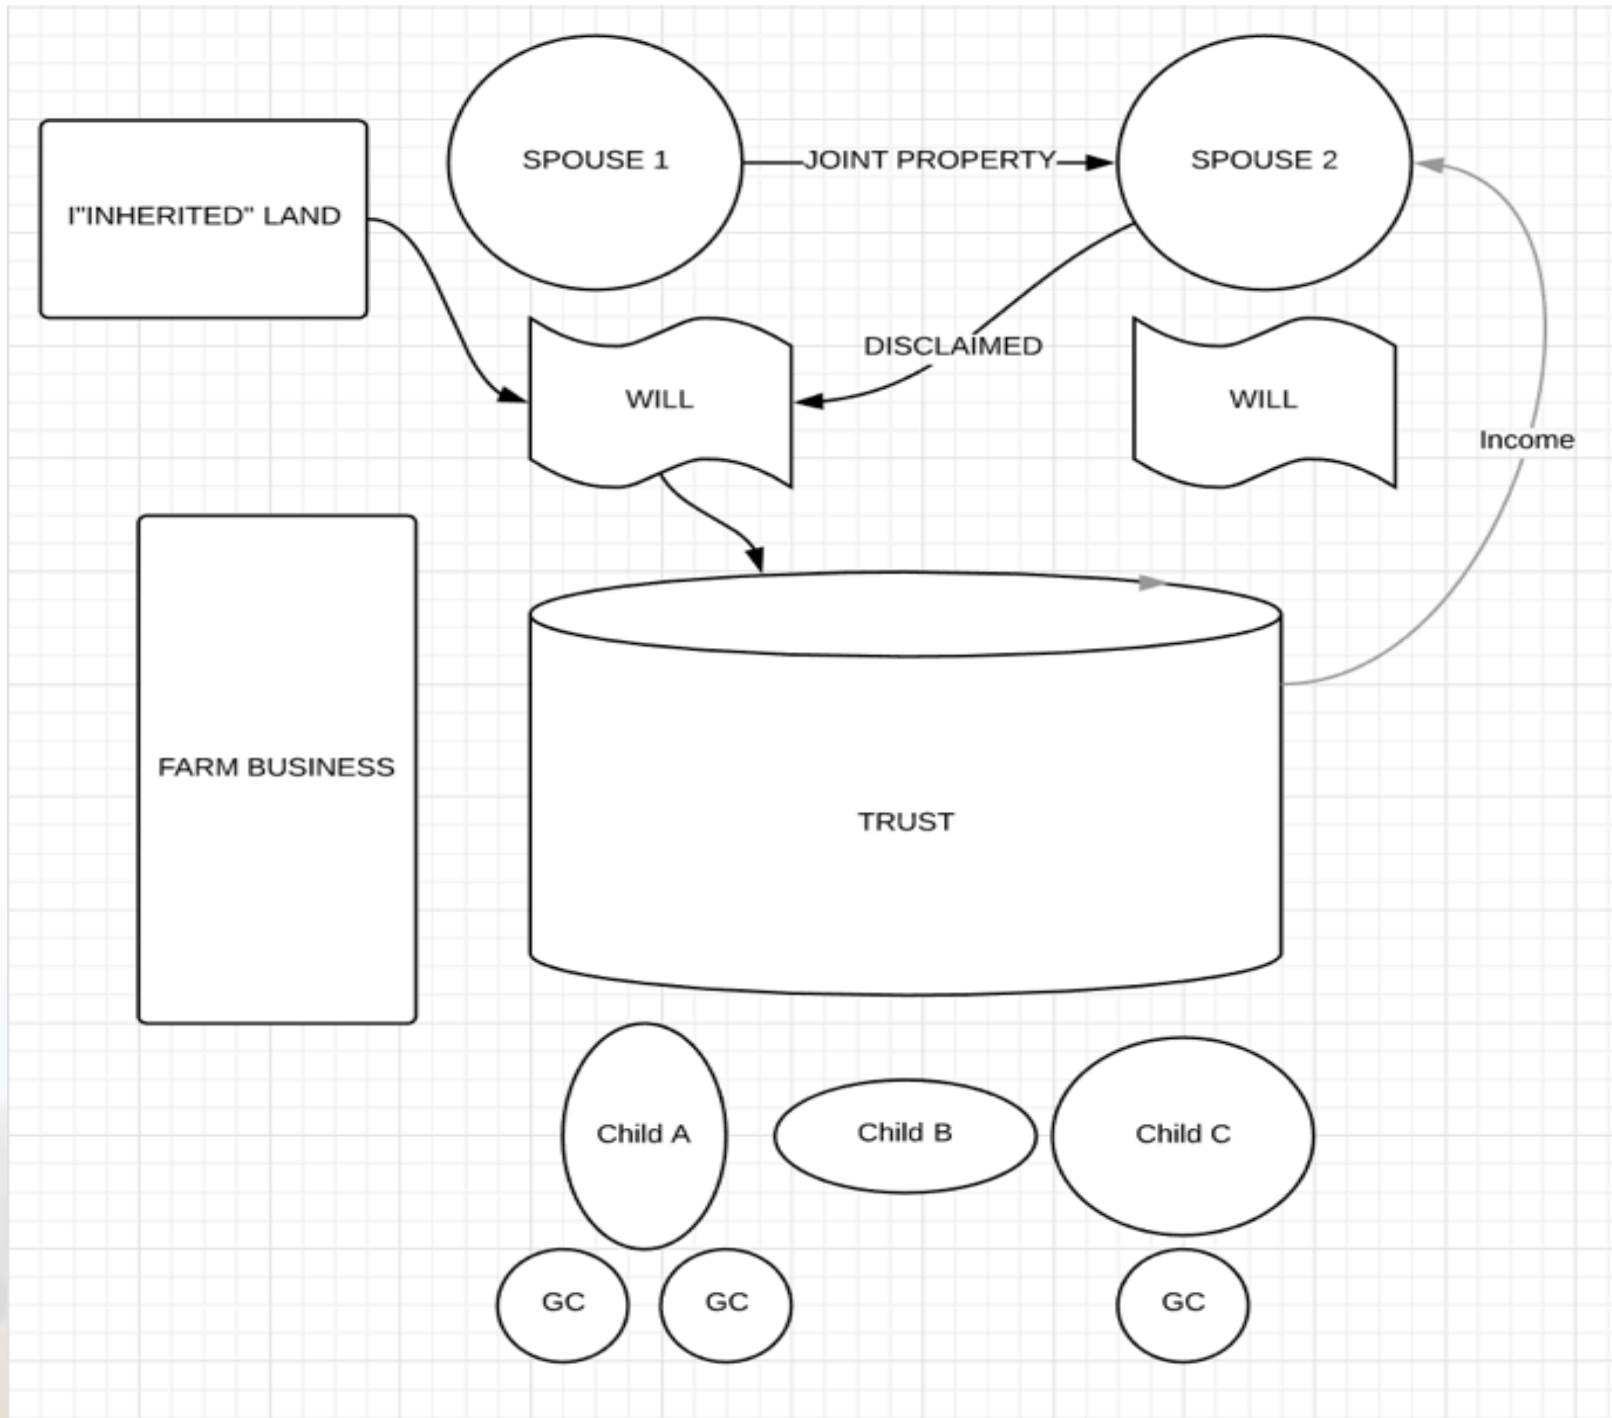 SPOUSE 1
JOINT PROPERTY
SPOUSE 2
I"INHERITED" LAND
DISCLAIMED
WILL
WILL
Income
FARM BUSINESS
TRUST
Child A
Child B
Child C
GC
GC
GC